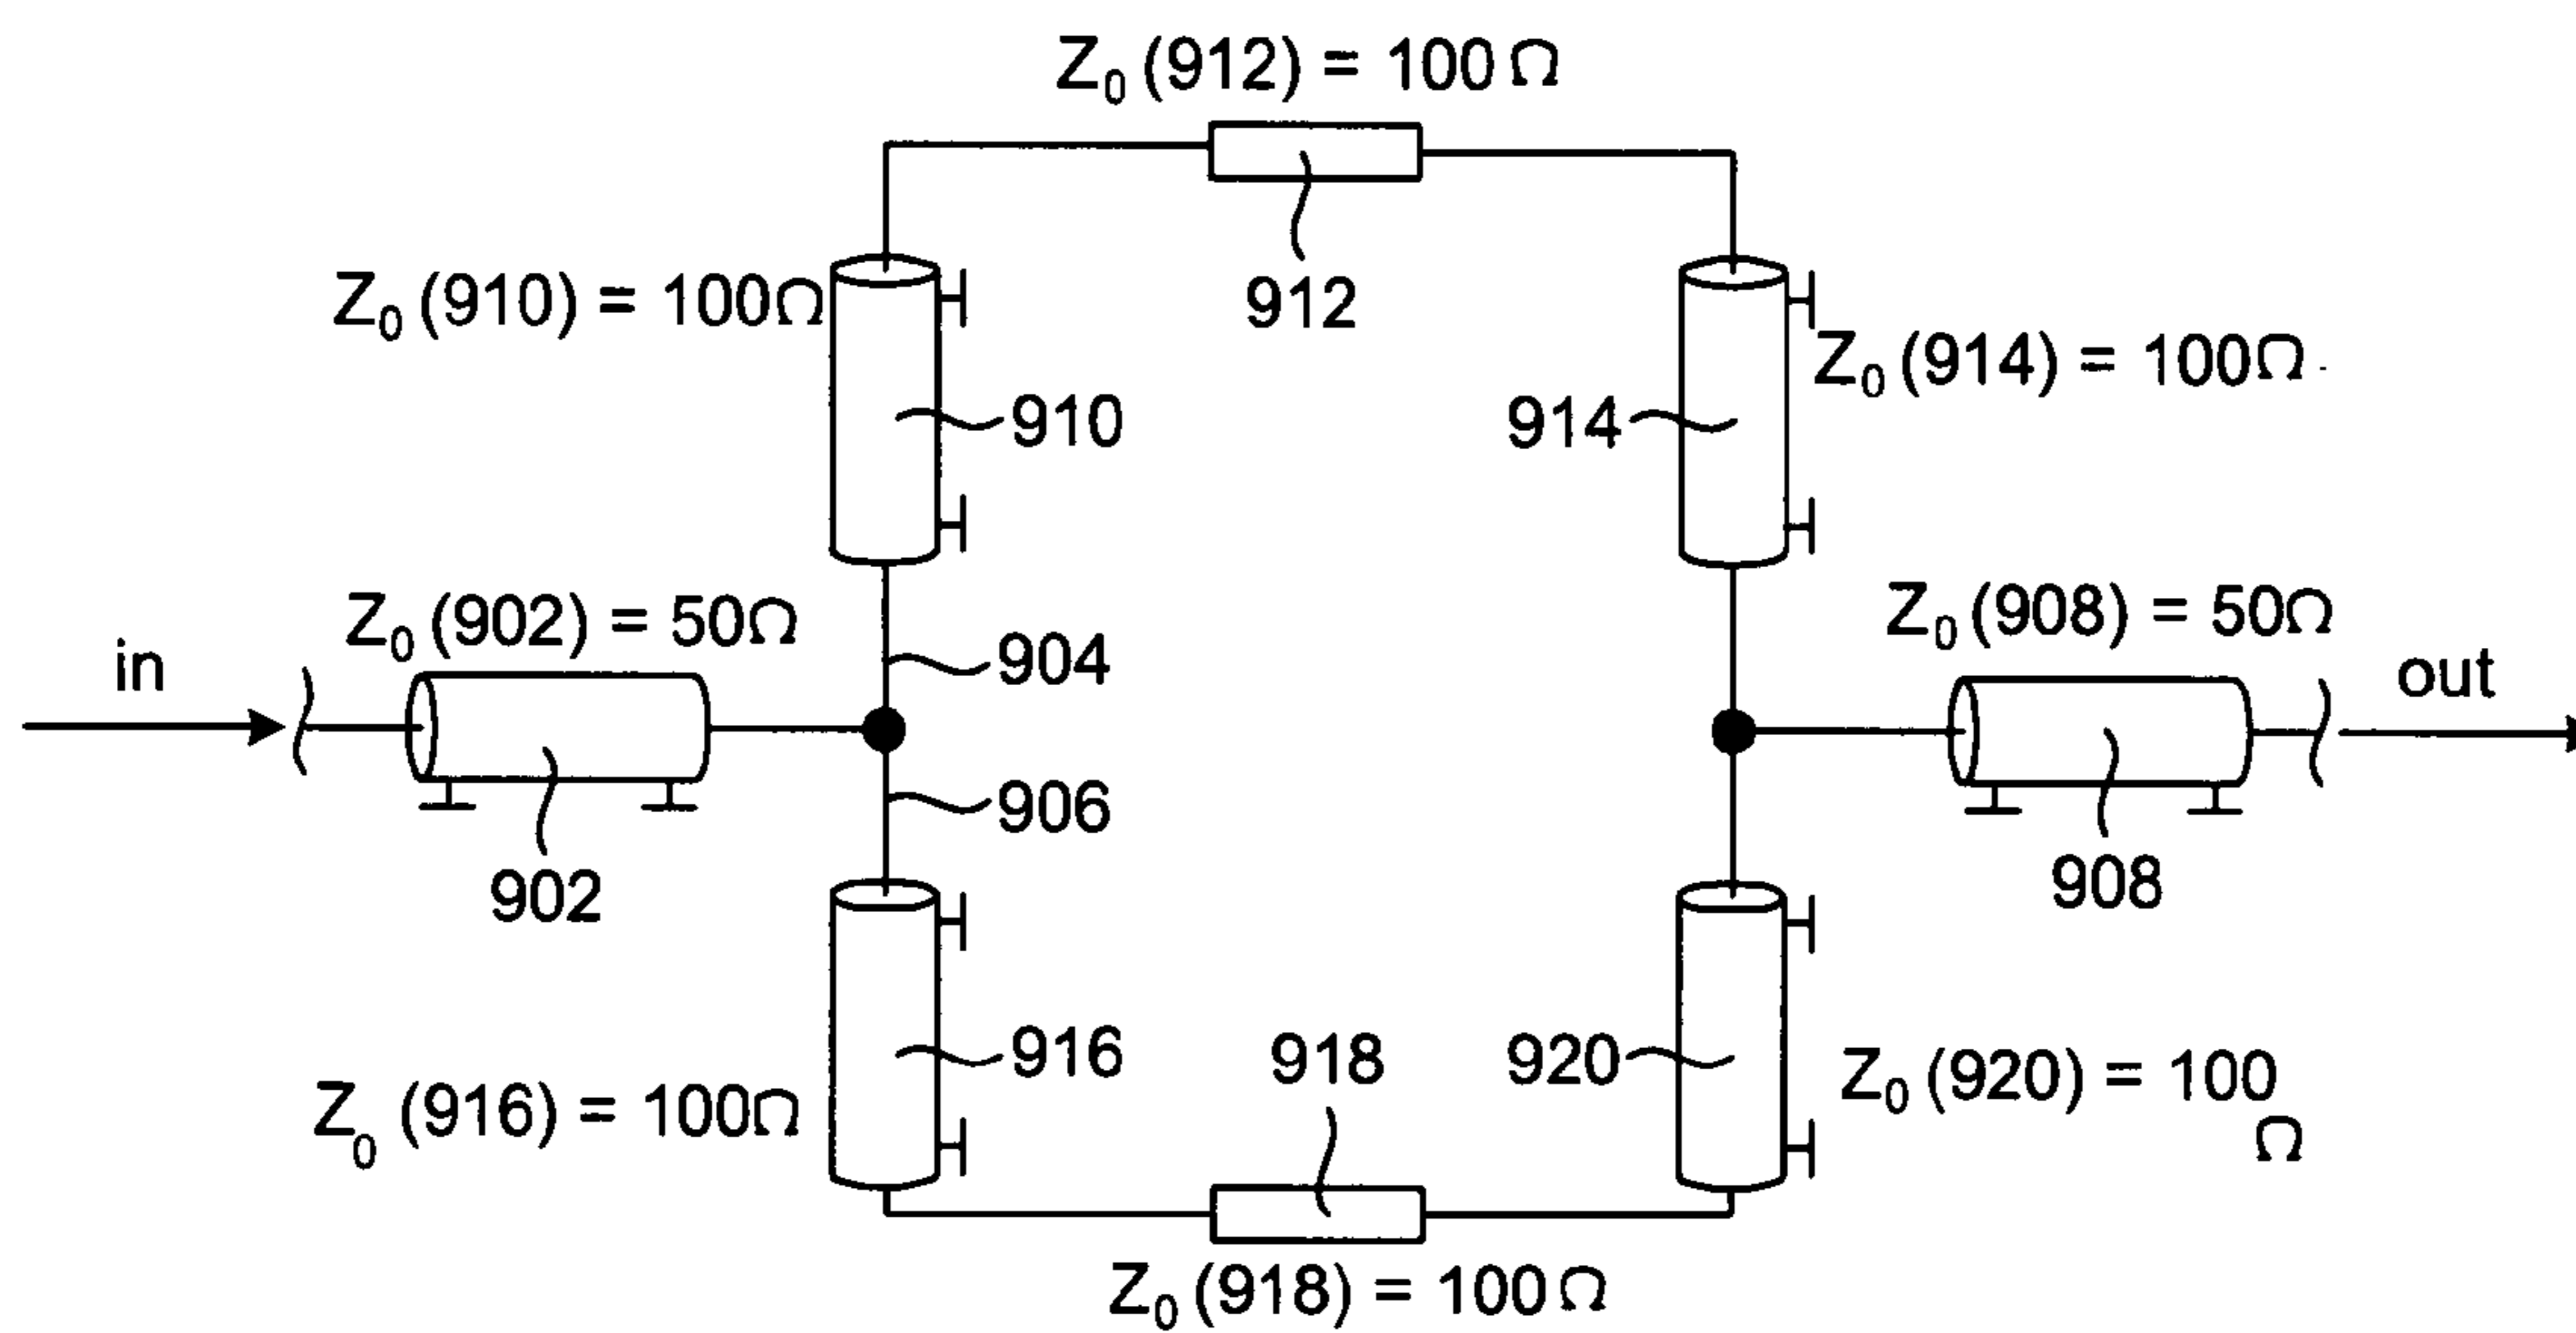 Z₀ (912) = 100 Ω
912
Z₀ (910) = 100Ω
910
Z₀ (914) = 100Ω
914
in
Z₀ (902) = 50Ω
902
904
906
Z₀ (908) = 50Ω
908
out
916
Z₀ (916) = 100Ω
918
920
Z₀ (920) = 100
Ω
Z₀ (918) = 100 Ω